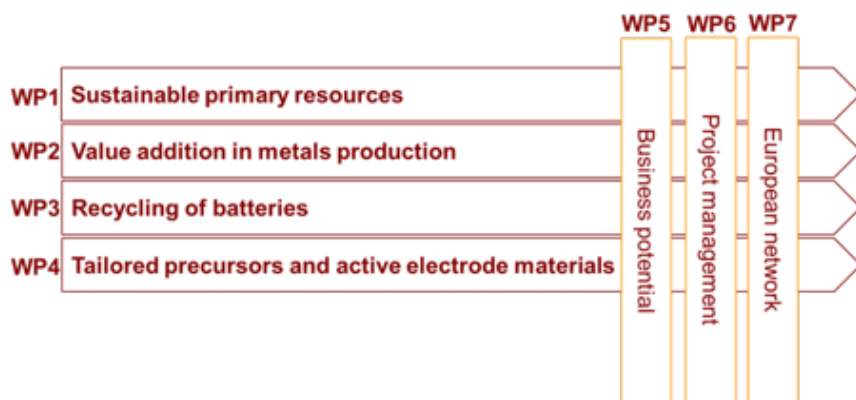 WP5 WP6 WP7
WP1 Sustainable primary resources
WP2 Value addition in metals production
WP3 Recycling of batteries
WP4 Tailored precursors and active electrode materials
Business potential
Project management
European network